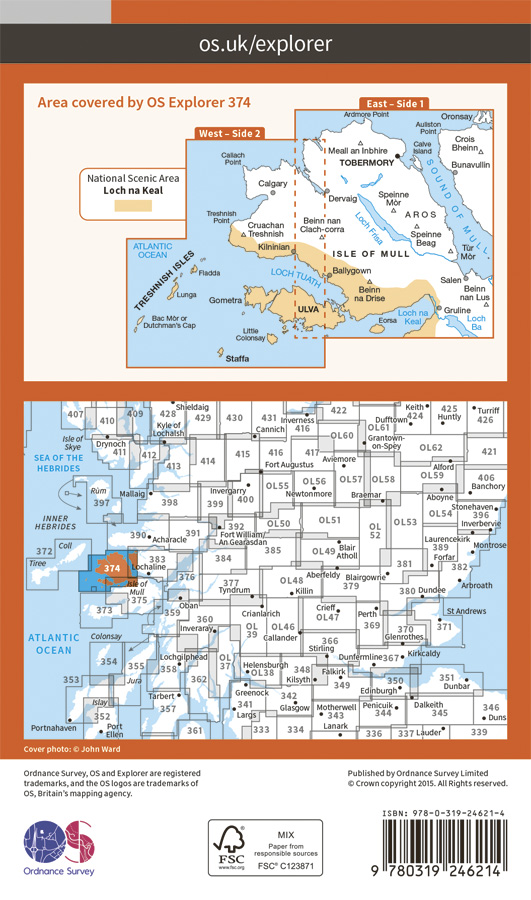 os.uk/explorer
Area covered by OS Explorer 374
East – Side 1
West – Side 2
National Scenic Area
Loch na Keal
Ardmore Point
Oronsay
Auliston
Point
Crois
Bheinn
Meall an Inbhire
Calve
Island
TOBERMORY
Bunavullin
Callach
Point
Calgary
Dervaig
Speinne
Mòr
SOUND OF MULL
AROS
Treshnish
Point
Cruachan
Treshnish
Beinn nan
Clach-corra
Loch Frisa
Speinne
Beag
Tùr
Mòr
Kilninian
ISLE OF MULL
ATLANTIC
OCEAN
TRESHNISH ISLES
Fladda
LOCH TUATH
Ballygown
Salen
Beinn
nan Lus
Lunga
Gometra
Beinn
na Drise
ULVA
Gruline
Bac Mòr or
Dutchman's Cap
Eorsa
Loch na
Keal
Loch
Ba
Little
Colonsay
Staffa
407
410
409
428
Shieldaig
429
430
431
Inverness
416
422
OL61
Keith
424
425
Huntly
Turriff
426
Dufftown
Isle of
Skye
Drynoch
411
Kyle of
Lochalsh
412
413
414
Cannich
415
416
417
OL60
Grantown-
on-Spey
OL62
421
SEA OF THE
HEBRIDES
Fort Augustus
Aviemore
Alford
Rùm
397
Mallaig
398
Invergarry
399
400
OL55
OL56
Newtonmore
OL57
OL58
Braemar
OL59
Aboyne
406
Banchory
INNER
HEBRIDES
390
Acharacle
391
392
Fort William/
An Gearasdan
OL50
OL51
OL
52
OL53
OL54
Stonehaven
396
Inverbervie
372
Coll
Tiree
374
383
Lochaline
384
385
OL49
Blair
Atholl
Laurencekirk
389
Forfar
Montrose
382
Isle of
Mull
375
376
377
Tyndrum
OL48
Killin
Aberfeldy
Blairgowrie
379
381
380
Dundee
Arbroath
373
359
Oban
Crianlarich
Crieff
OL47
Perth
369
370
St Andrews
371
ATLANTIC
OCEAN
Colonsay
360
Inveraray
OL
39
OL46
Callander
Glenrothes
354
355
Jura
Lochgilphead
358
362
OL
37
OL38
Helensburgh
366
Stirling
348
Kilsyth
Falkirk
349
Dunfermline
367
Kirkcaldy
353
Islay
352
Port
Ellen
Portnahaven
Tarbert
357
361
Greenock
341
Largs
342
Glasgow
Motherwell
343
Lanark
Edinburgh
350
Penicuik
344
Dalkeith
345
351
Dunbar
346
Duns
333
334
335
336
337
Lauder
339
Cover photo: © John Ward
Ordnance Survey, OS and Explorer are registered
trademarks, and the OS logos are trademarks of
OS, Britain's mapping agency.
Published by Ordnance Survey Limited
© Crown copyright 2015. All Rights reserved.
OS
Ordnance Survey
FSC
www.fsc.org
MIX
Paper from
responsible sources
FSC® C123871
ISBN: 978-0-319-24621-4
9 780319 246214